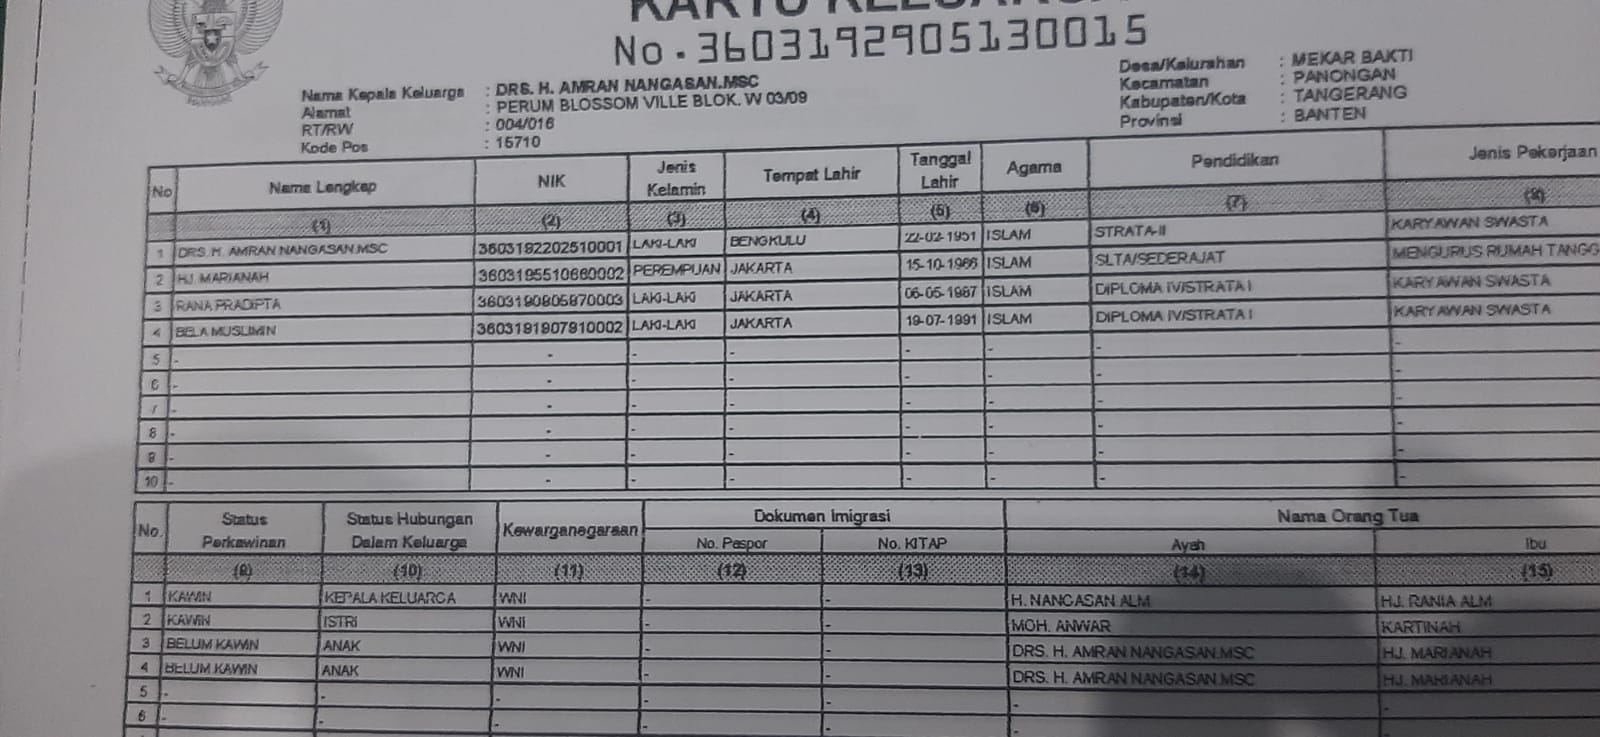 KARTU KELUARGA
No. 3603192905130015
Nama Kepala Keluarga : DRS. H. AMRAN NANGASAN.MSC
Alamat : PERUM BLOSSOM VILLE BLOK. W 03/09
RT/RW : 004/016
Kode Pos : 15710
Desa/Kelurahan : MEKAR BAKTI
Kecamatan : PANONGAN
Kabupaten/Kota : TANGERANG
Provinsi : BANTEN
No Nama Lengkap NIK Jenis Kelamin Tempat Lahir Tanggal Lahir Agama Pendidikan Jenis Pekerjaan
(1) (2) (3) (4) (5) (6) (7) (8)
1 DRS. H. AMRAN NANGASAN.MSC 3603192202510001 LAKI-LAKI BENGKULU 22-02-1951 ISLAM STRATA-II KARYAWAN SWASTA
2 HJ. MARIANAH 3603195510660002 PEREMPUAN JAKARTA 15-10-1966 ISLAM SLTA/SEDERAJAT MENGURUS RUMAH TANGG
3 RANA PRADIPTA 3603190605870003 LAKI-LAKI JAKARTA 06-05-1987 ISLAM DIPLOMA IV/STRATA I KARYAWAN SWASTA
4 BELA MUSLIMIN 3603191907910002 LAKI-LAKI JAKARTA 19-07-1991 ISLAM DIPLOMA IV/STRATA I KARYAWAN SWASTA
5 - - - - - - - -
6 - - - - - - - -
7 - - - - - - - -
8 - - - - - - - -
9 - - - - - - - -
10 - - - - - - - -
No. Status Perkawinan Status Hubungan Dalam Keluarga Kewarganegaraan Dokumen Imigrasi Nama Orang Tua
No. Paspor No. KITAP Ayah Ibu
(9) (10) (11) (12) (13) (14) (15)
1 KAWIN KEPALA KELUARGA WNI - - H. NANGASAN ALM HJ. RANIA ALM
2 KAWIN ISTRI WNI - - MOH. ANWAR KARTINAH
3 BELUM KAWIN ANAK WNI - - DRS. H. AMRAN NANGASAN.MSC HJ. MARIANAH
4 BELUM KAWIN ANAK WNI - - DRS. H. AMRAN NANGASAN.MSC HJ. MARIANAH
5 - - - - - - -
6 - - - - - - -